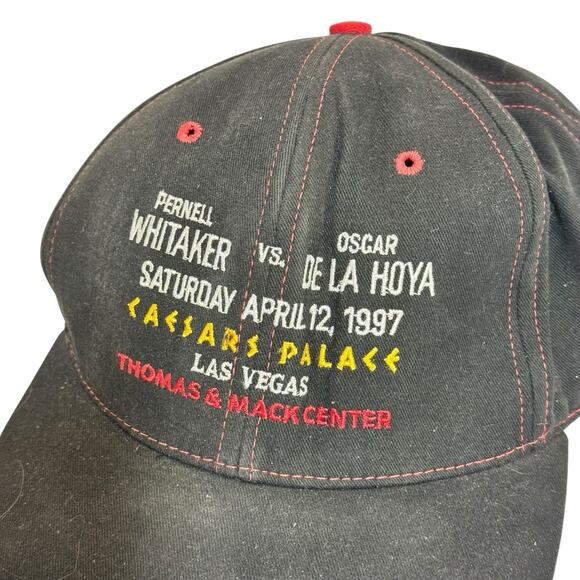 PERNELL
WHITAKER VS. OSCAR
DE LA HOYA
SATURDAY APRIL 12, 1997
CAESARS PALACE
LAS VEGAS
THOMAS & MACK CENTER